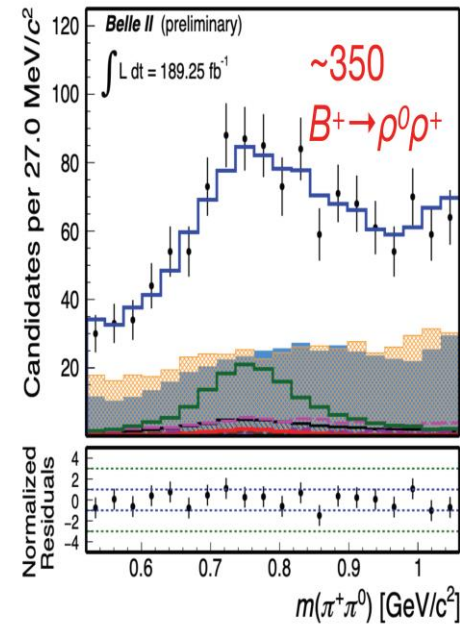 Belle II (preliminary)
∫ L dt = 189.25 fb⁻¹
~350
B⁺→ρ⁰ρ⁺
Candidates per 27.0 MeV/c²
120
100
80
60
40
20
Normalized
Residuals
4
2
0
−2
−4
0.6 0.7 0.8 0.9 1
m(π⁺π⁰) [GeV/c²]